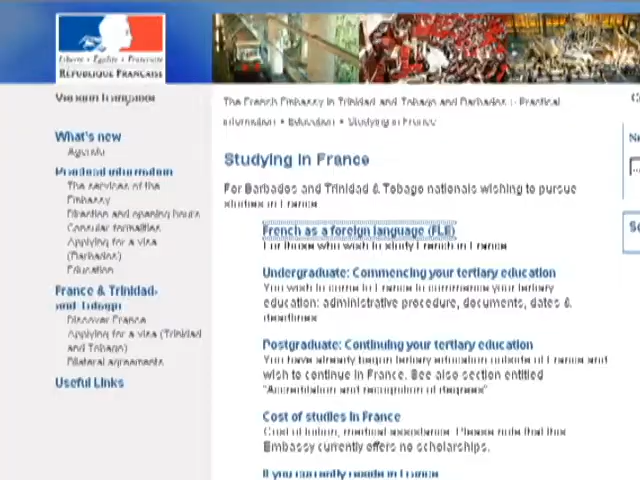 Liberté • Égalité • Fraternité
RÉPUBLIQUE FRANÇAISE
Version française
What's new
Agenda
Practical information
The services of the
Embassy
Direction and opening hours
Consular formalities
Applying for a visa
(Barbados)
Education
France & Trinidad-
and-Tobago
Discover France
Applying for a visa (Trinidad
and Tobago)
Bilateral agreements
Useful Links
The French Embassy in Trinidad and Tobago and Barbados > Practical
information • Education • Studying in France
Studying in France
For Barbados and Trinidad & Tobago nationals wishing to pursue
studies in France
French as a foreign language (FLE)
For those who wish to study French in France
Undergraduate: Commencing your tertiary education
You wish to come to France to commence your tertiary
education: administrative procedure, documents, dates &
deadlines
Postgraduate: Continuing your tertiary education
You have already begun tertiary education outside of France and
wish to continue in France. See also section entitled
"Accreditation and recognition of degrees"
Cost of studies in France
Cost of tuition, medical assistance. Please note that the
Embassy currently offers no scholarships.
If you currently reside in France